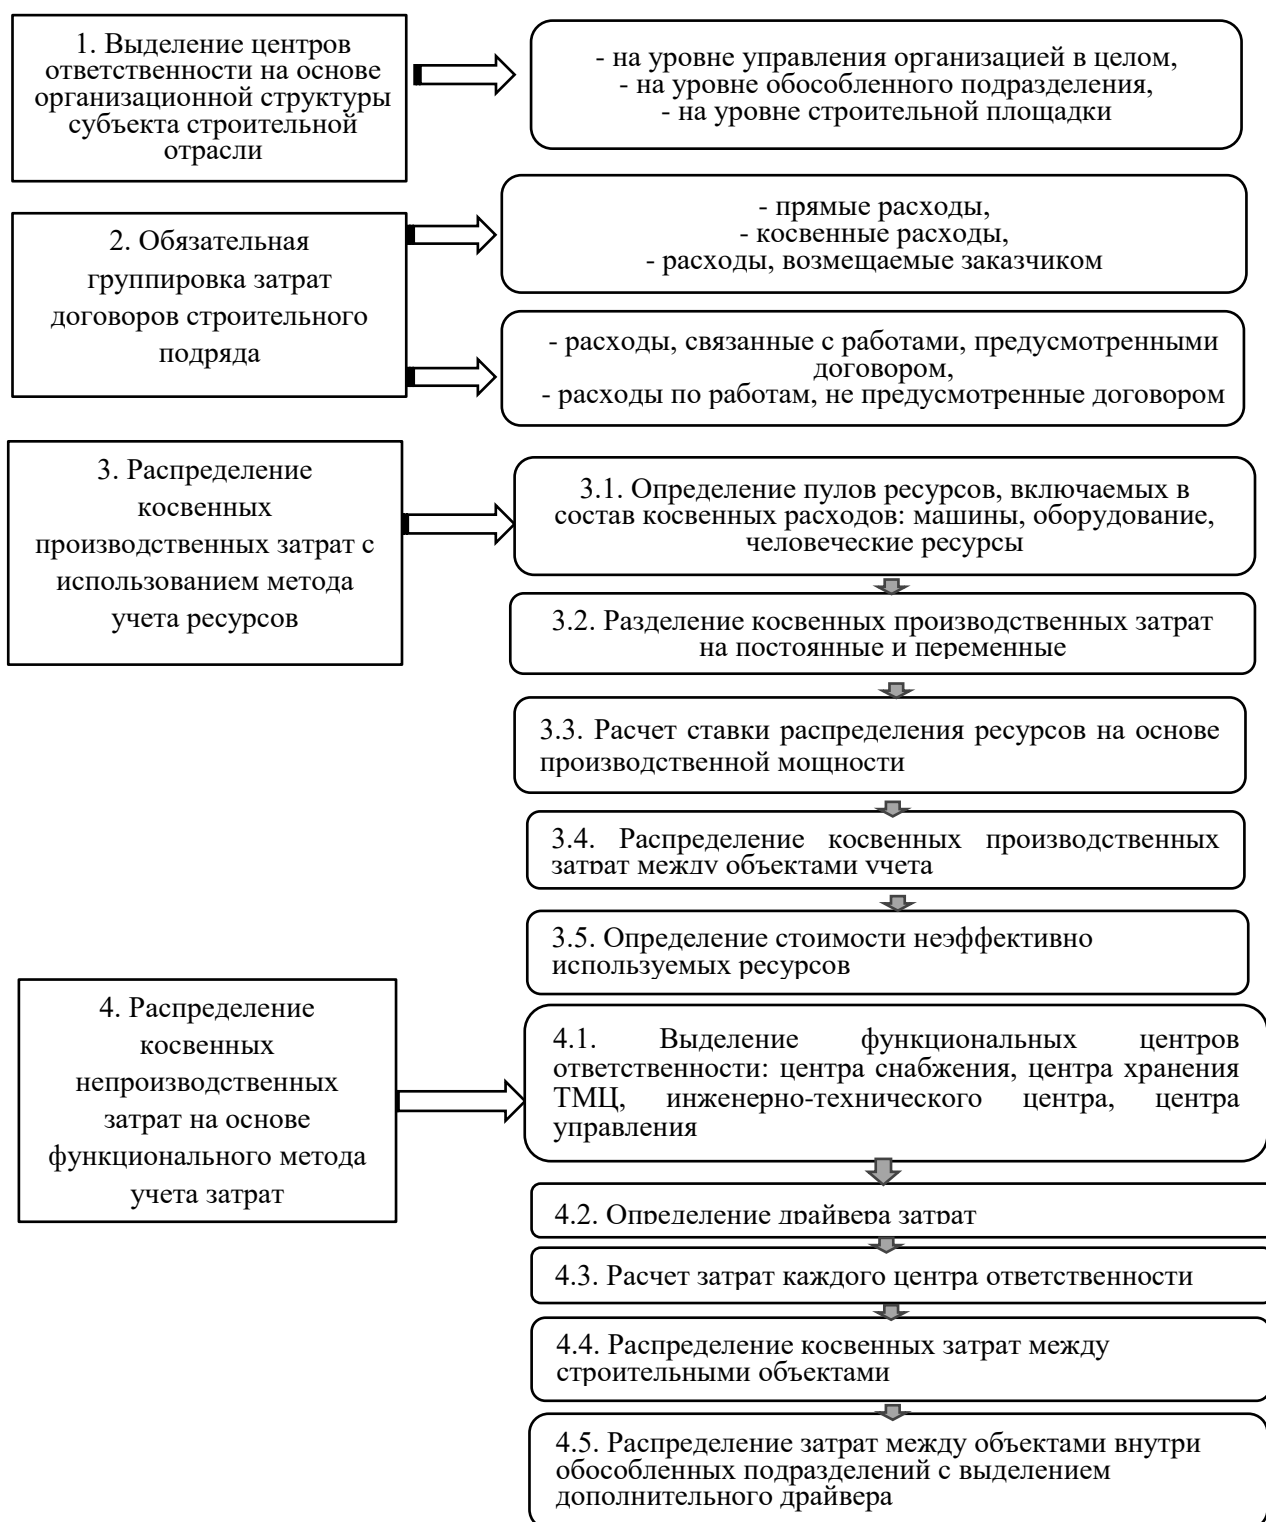 1. Выделение центров
ответственности на основе
организационной структуры
субъекта строительной
отрасли
- на уровне управления организацией в целом,
- на уровне обособленного подразделения,
- на уровне строительной площадки
2. Обязательная
группировка затрат
договоров строительного
подряда
- прямые расходы,
- косвенные расходы,
- расходы, возмещаемые заказчиком
- расходы, связанные с работами, предусмотренными
договором,
- расходы по работам, не предусмотренные договором
3. Распределение
косвенных
производственных затрат с
использованием метода
учета ресурсов
3.1. Определение пулов ресурсов, включаемых в
состав косвенных расходов: машины, оборудование,
человеческие ресурсы
3.2. Разделение косвенных производственных затрат
на постоянные и переменные
3.3. Расчет ставки распределения ресурсов на основе
производственной мощности
3.4. Распределение косвенных производственных
затрат между объектами учета
3.5. Определение стоимости неэффективно
используемых ресурсов
4. Распределение
косвенных
непроизводственных
затрат на основе
функционального метода
учета затрат
4.1. Выделение функциональных центров
ответственности: центра снабжения, центра хранения
ТМЦ, инженерно-технического центра, центра
управления
4.2. Определение драйвера затрат
4.3. Расчет затрат каждого центра ответственности
4.4. Распределение косвенных затрат между
строительными объектами
4.5. Распределение затрат между объектами внутри
обособленных подразделений с выделением
дополнительного драйвера